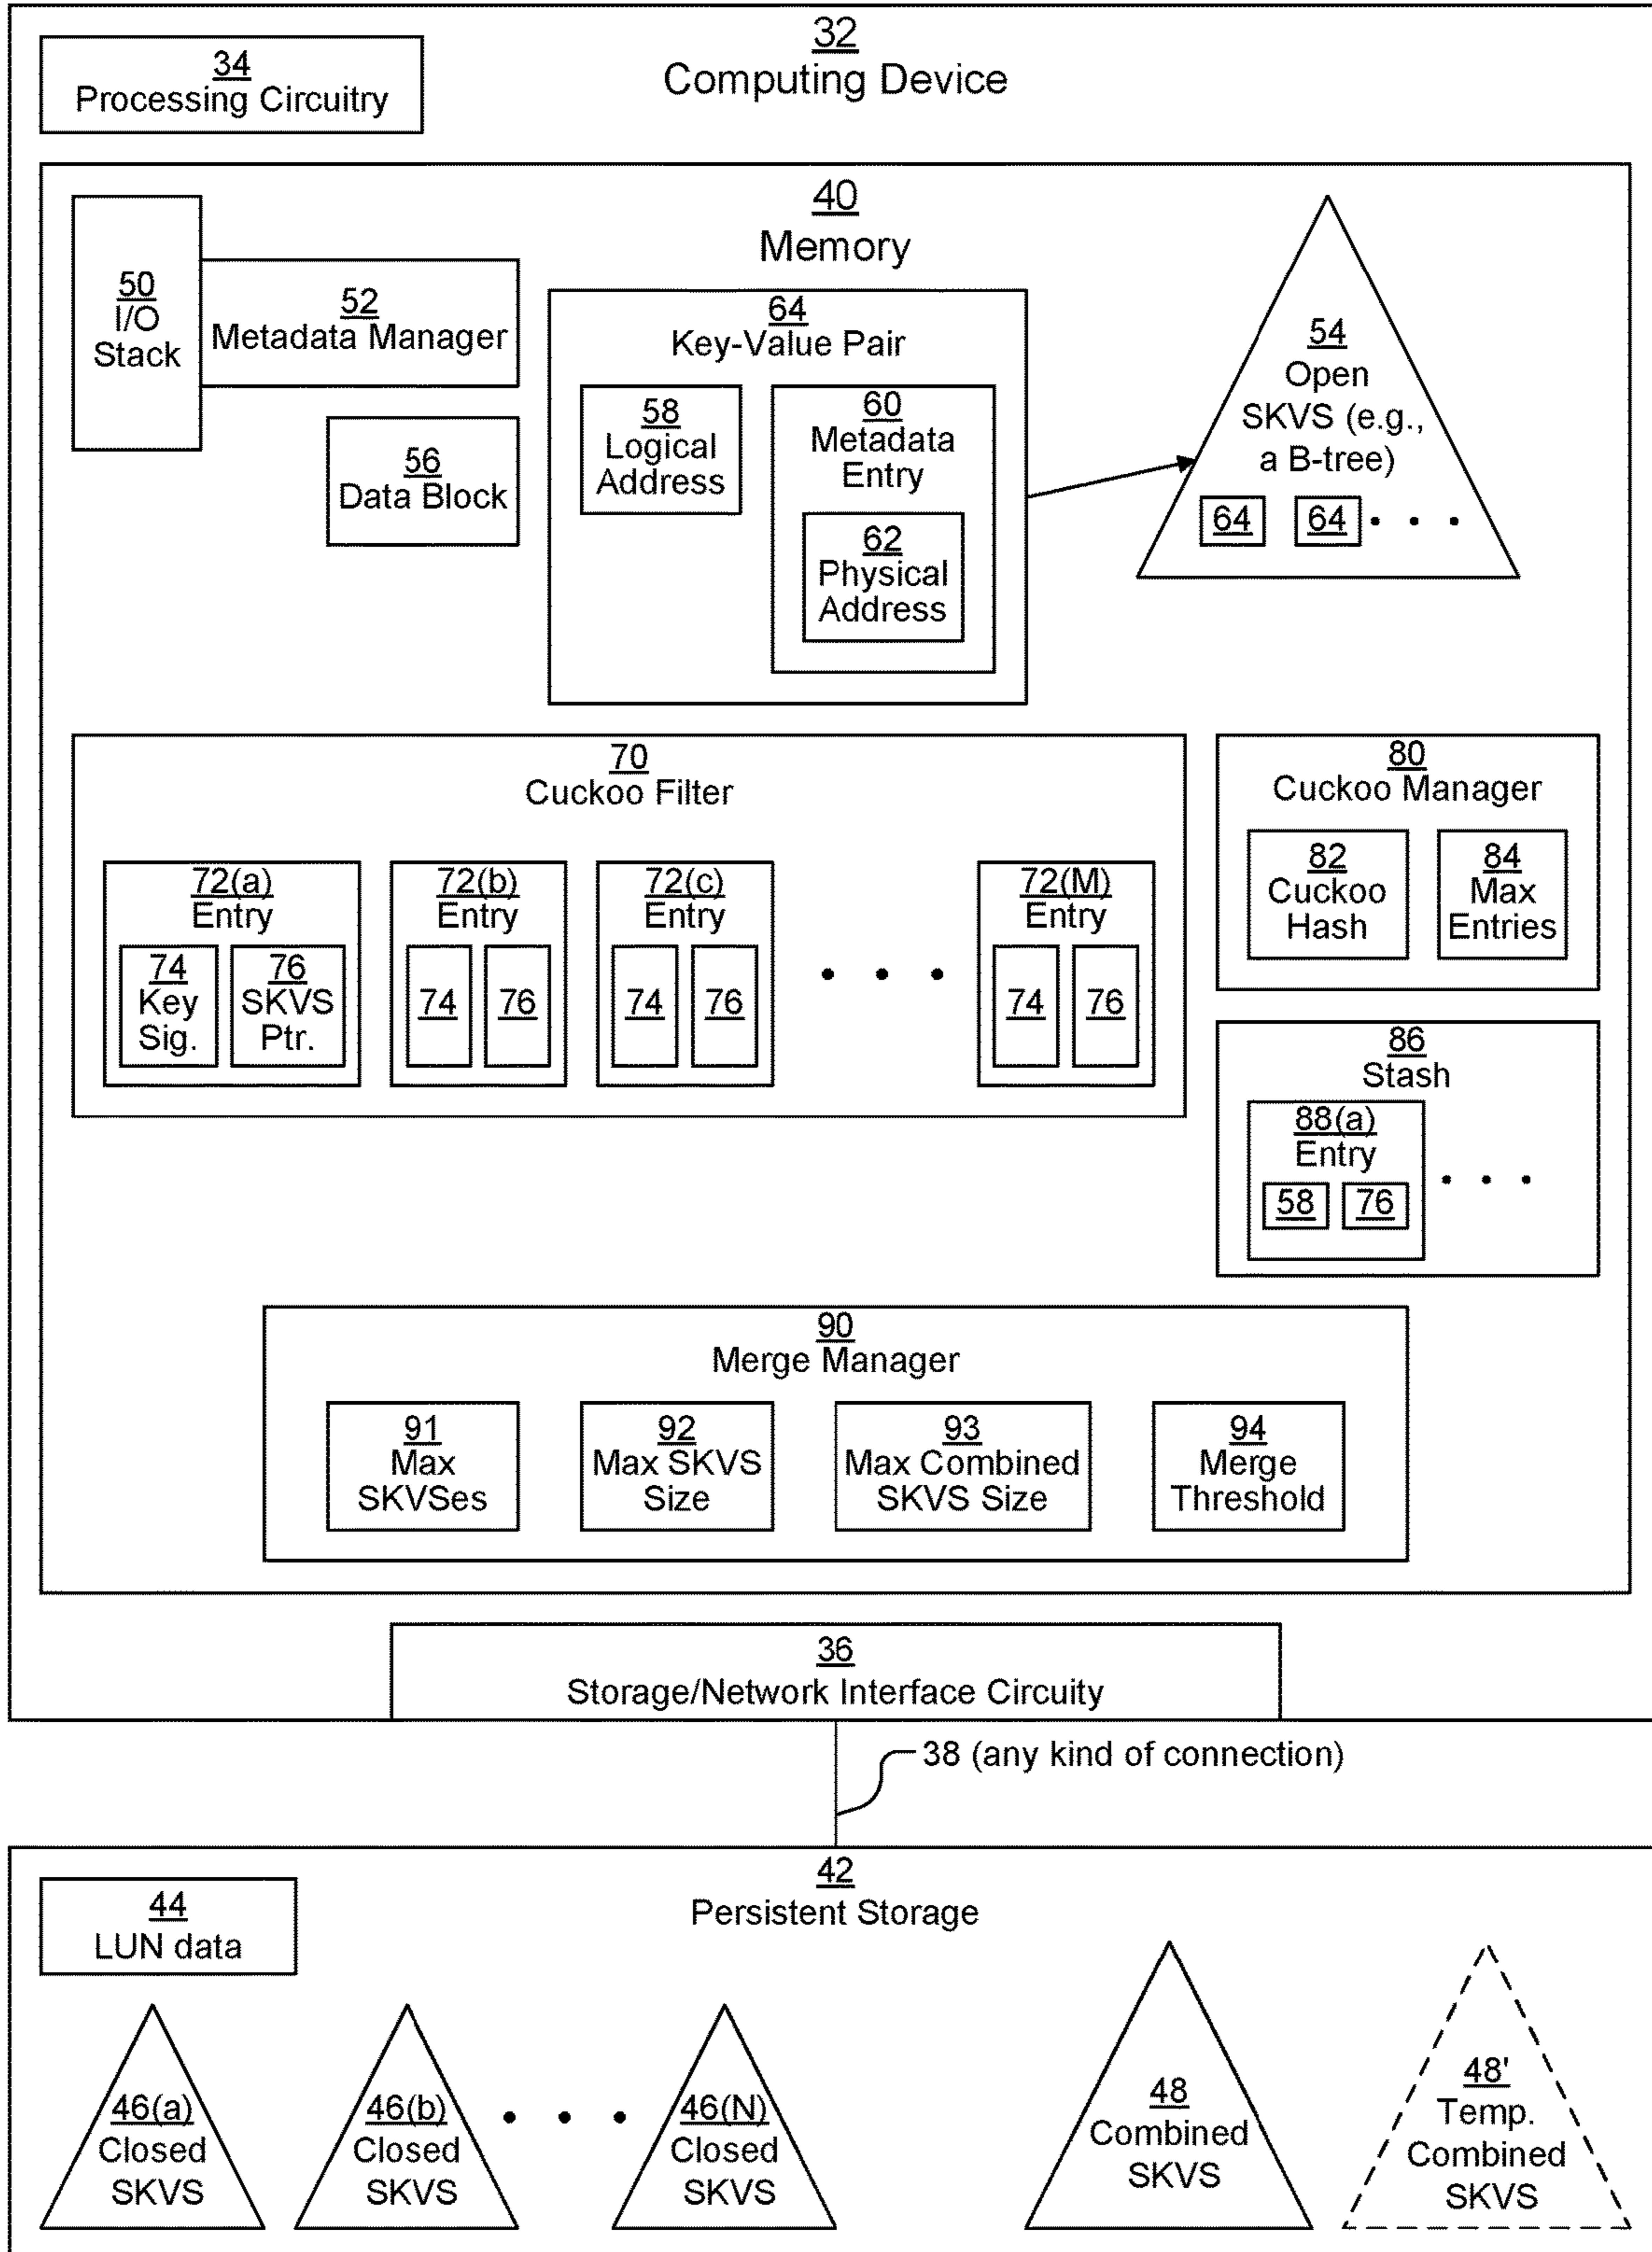 32
Computing Device
34
Processing Circuitry
40
Memory
50
I/O
Stack
52
Metadata Manager
56
Data Block
64
Key-Value Pair
58
Logical
Address
60
Metadata
Entry
62
Physical
Address
54
Open
SKVS (e.g.,
a B-tree)
64 64
70
Cuckoo Filter
72(a)
Entry
74
Key
Sig.
76
SKVS
Ptr.
72(b)
Entry
74 76
72(c)
Entry
74 76
72(M)
Entry
74 76
80
Cuckoo Manager
82
Cuckoo
Hash
84
Max
Entries
86
Stash
88(a)
Entry
58 76
90
Merge Manager
91
Max
SKVSes
92
Max SKVS
Size
93
Max Combined
SKVS Size
94
Merge
Threshold
36
Storage/Network Interface Circuity
38 (any kind of connection)
42
Persistent Storage
44
LUN data
46(a)
Closed
SKVS
46(b)
Closed
SKVS
46(N)
Closed
SKVS
48
Combined
SKVS
48'
Temp.
Combined
SKVS